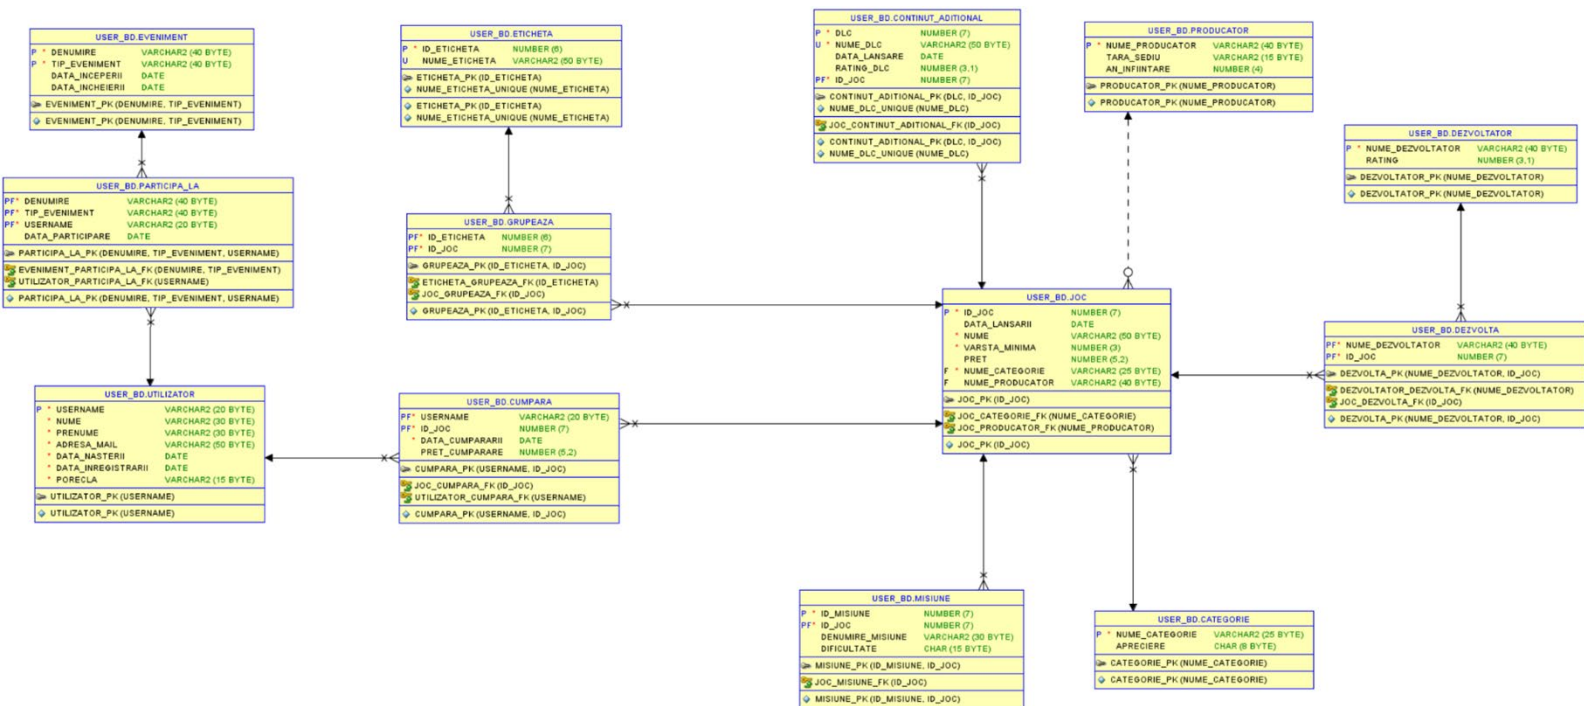 USER_BD.EVENIMENT
P * DENUMIRE VARCHAR2 (40 BYTE)
P * TIP_EVENIMENT VARCHAR2 (40 BYTE)
DATA_INCEPERII DATE
DATA_INCHEIERII DATE
EVENIMENT_PK (DENUMIRE, TIP_EVENIMENT)
EVENIMENT_PK (DENUMIRE, TIP_EVENIMENT)
USER_BD.ETICHETA
P * ID_ETICHETA NUMBER (6)
U NUME_ETICHETA VARCHAR2 (50 BYTE)
ETICHETA_PK (ID_ETICHETA)
NUME_ETICHETA_UNIQUE (NUME_ETICHETA)
ETICHETA_PK (ID_ETICHETA)
NUME_ETICHETA_UNIQUE (NUME_ETICHETA)
USER_BD.CONTINUT_ADITIONAL
P * DLC NUMBER (7)
U * NUME_DLC VARCHAR2 (50 BYTE)
DATA_LANSARE DATE
RATING_DLC NUMBER (3,1)
PF* ID_JOC NUMBER (7)
CONTINUT_ADITIONAL_PK (DLC, ID_JOC)
NUME_DLC_UNIQUE (NUME_DLC)
JOC_CONTINUT_ADITIONAL_FK (ID_JOC)
CONTINUT_ADITIONAL_PK (DLC, ID_JOC)
NUME_DLC_UNIQUE (NUME_DLC)
USER_BD.PRODUCATOR
P * NUME_PRODUCATOR VARCHAR2 (40 BYTE)
TARA_SEDIU VARCHAR2 (15 BYTE)
AN_INFIINTARE NUMBER (4)
PRODUCATOR_PK (NUME_PRODUCATOR)
PRODUCATOR_PK (NUME_PRODUCATOR)
USER_BD.DEZVOLTATOR
P * NUME_DEZVOLTATOR VARCHAR2 (40 BYTE)
RATING NUMBER (3,1)
DEZVOLTATOR_PK (NUME_DEZVOLTATOR)
DEZVOLTATOR_PK (NUME_DEZVOLTATOR)
USER_BD.PARTICIPA_LA
PF* DENUMIRE VARCHAR2 (40 BYTE)
PF* TIP_EVENIMENT VARCHAR2 (40 BYTE)
PF* USERNAME VARCHAR2 (20 BYTE)
DATA_PARTICIPARE DATE
PARTICIPA_LA_PK (DENUMIRE, TIP_EVENIMENT, USERNAME)
EVENIMENT_PARTICIPA_LA_FK (DENUMIRE, TIP_EVENIMENT)
UTILIZATOR_PARTICIPA_LA_FK (USERNAME)
PARTICIPA_LA_PK (DENUMIRE, TIP_EVENIMENT, USERNAME)
USER_BD.GRUPEAZA
PF* ID_ETICHETA NUMBER (6)
PF* ID_JOC NUMBER (7)
GRUPEAZA_PK (ID_ETICHETA, ID_JOC)
ETICHETA_GRUPEAZA_FK (ID_ETICHETA)
JOC_GRUPEAZA_FK (ID_JOC)
GRUPEAZA_PK (ID_ETICHETA, ID_JOC)
USER_BD.JOC
P * ID_JOC NUMBER (7)
DATA_LANSARII DATE
* NUME VARCHAR2 (50 BYTE)
* VARSTA_MINIMA NUMBER (3)
PRET NUMBER (5,2)
F * NUME_CATEGORIE VARCHAR2 (25 BYTE)
F NUME_PRODUCATOR VARCHAR2 (40 BYTE)
JOC_PK (ID_JOC)
JOC_CATEGORIE_FK (NUME_CATEGORIE)
JOC_PRODUCATOR_FK (NUME_PRODUCATOR)
JOC_PK (ID_JOC)
USER_BD.DEZVOLTA
PF* NUME_DEZVOLTATOR VARCHAR2 (40 BYTE)
PF* ID_JOC NUMBER (7)
DEZVOLTA_PK (NUME_DEZVOLTATOR, ID_JOC)
DEZVOLTATOR_DEZVOLTA_FK (NUME_DEZVOLTATOR)
JOC_DEZVOLTA_FK (ID_JOC)
DEZVOLTA_PK (NUME_DEZVOLTATOR, ID_JOC)
USER_BD.UTILIZATOR
P * USERNAME VARCHAR2 (20 BYTE)
* NUME VARCHAR2 (30 BYTE)
* PRENUME VARCHAR2 (30 BYTE)
* ADRESA_MAIL VARCHAR2 (50 BYTE)
* DATA_NASTERII DATE
* DATA_INREGISTRARII DATE
* PORECLA VARCHAR2 (15 BYTE)
UTILIZATOR_PK (USERNAME)
UTILIZATOR_PK (USERNAME)
USER_BD.CUMPARA
PF* USERNAME VARCHAR2 (20 BYTE)
PF* ID_JOC NUMBER (7)
* DATA_CUMPARARII DATE
PRET_CUMPARARE NUMBER (5,2)
CUMPARA_PK (USERNAME, ID_JOC)
JOC_CUMPARA_FK (ID_JOC)
UTILIZATOR_CUMPARA_FK (USERNAME)
CUMPARA_PK (USERNAME, ID_JOC)
USER_BD.MISIUNE
P * ID_MISIUNE NUMBER (7)
PF* ID_JOC NUMBER (7)
DENUMIRE_MISIUNE VARCHAR2 (30 BYTE)
DIFICULTATE CHAR (15 BYTE)
MISIUNE_PK (ID_MISIUNE, ID_JOC)
JOC_MISIUNE_FK (ID_JOC)
MISIUNE_PK (ID_MISIUNE, ID_JOC)
USER_BD.CATEGORIE
P * NUME_CATEGORIE VARCHAR2 (25 BYTE)
APRECIERE CHAR (8 BYTE)
CATEGORIE_PK (NUME_CATEGORIE)
CATEGORIE_PK (NUME_CATEGORIE)